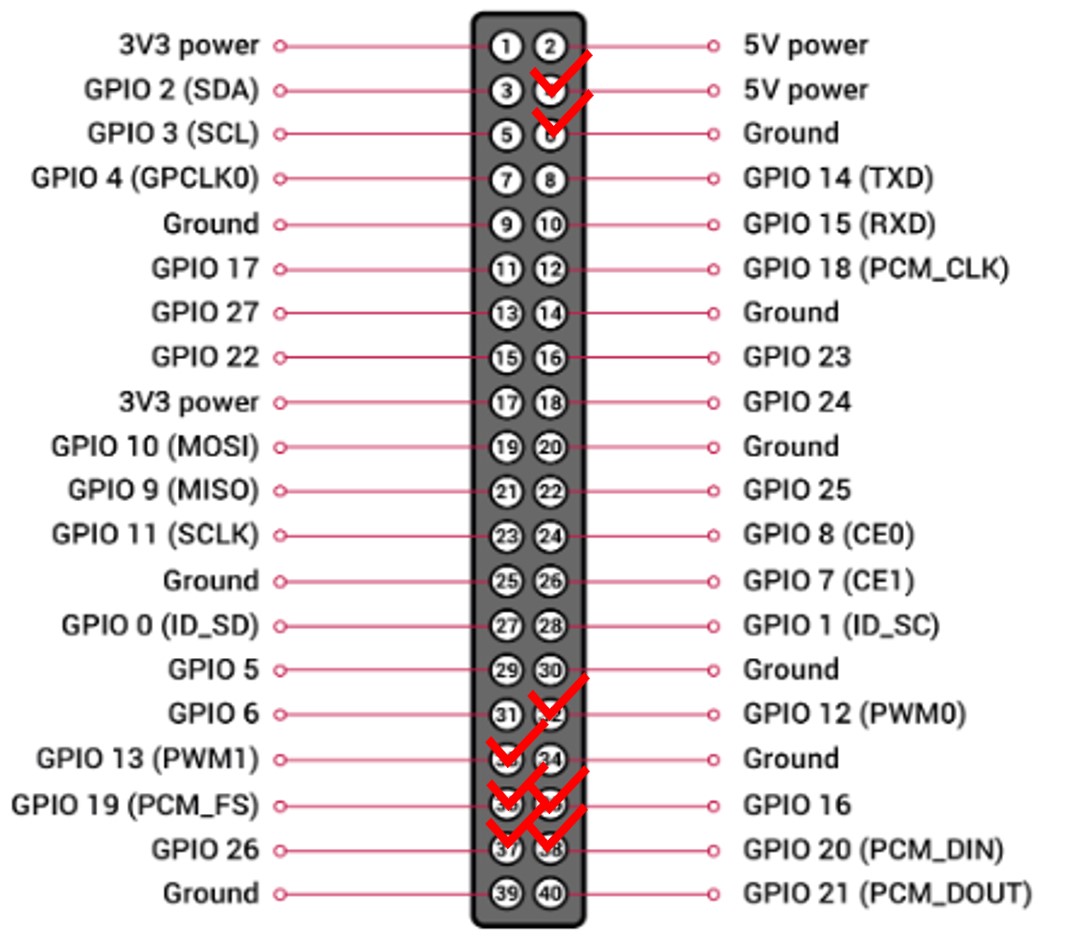 3V3 power 1 2 5V power
GPIO 2 (SDA) 3 5V power
GPIO 3 (SCL) 5 6 Ground
GPIO 4 (GPCLK0) 7 8 GPIO 14 (TXD)
Ground 9 10 GPIO 15 (RXD)
GPIO 17 11 12 GPIO 18 (PCM_CLK)
GPIO 27 13 14 Ground
GPIO 22 15 16 GPIO 23
3V3 power 17 18 GPIO 24
GPIO 10 (MOSI) 19 20 Ground
GPIO 9 (MISO) 21 22 GPIO 25
GPIO 11 (SCLK) 23 24 GPIO 8 (CE0)
Ground 25 26 GPIO 7 (CE1)
GPIO 0 (ID_SD) 27 28 GPIO 1 (ID_SC)
GPIO 5 29 30 Ground
GPIO 6 31 32 GPIO 12 (PWM0)
GPIO 13 (PWM1) 33 34 Ground
GPIO 19 (PCM_FS) GPIO 16
GPIO 26 37 38 GPIO 20 (PCM_DIN)
Ground 39 40 GPIO 21 (PCM_DOUT)